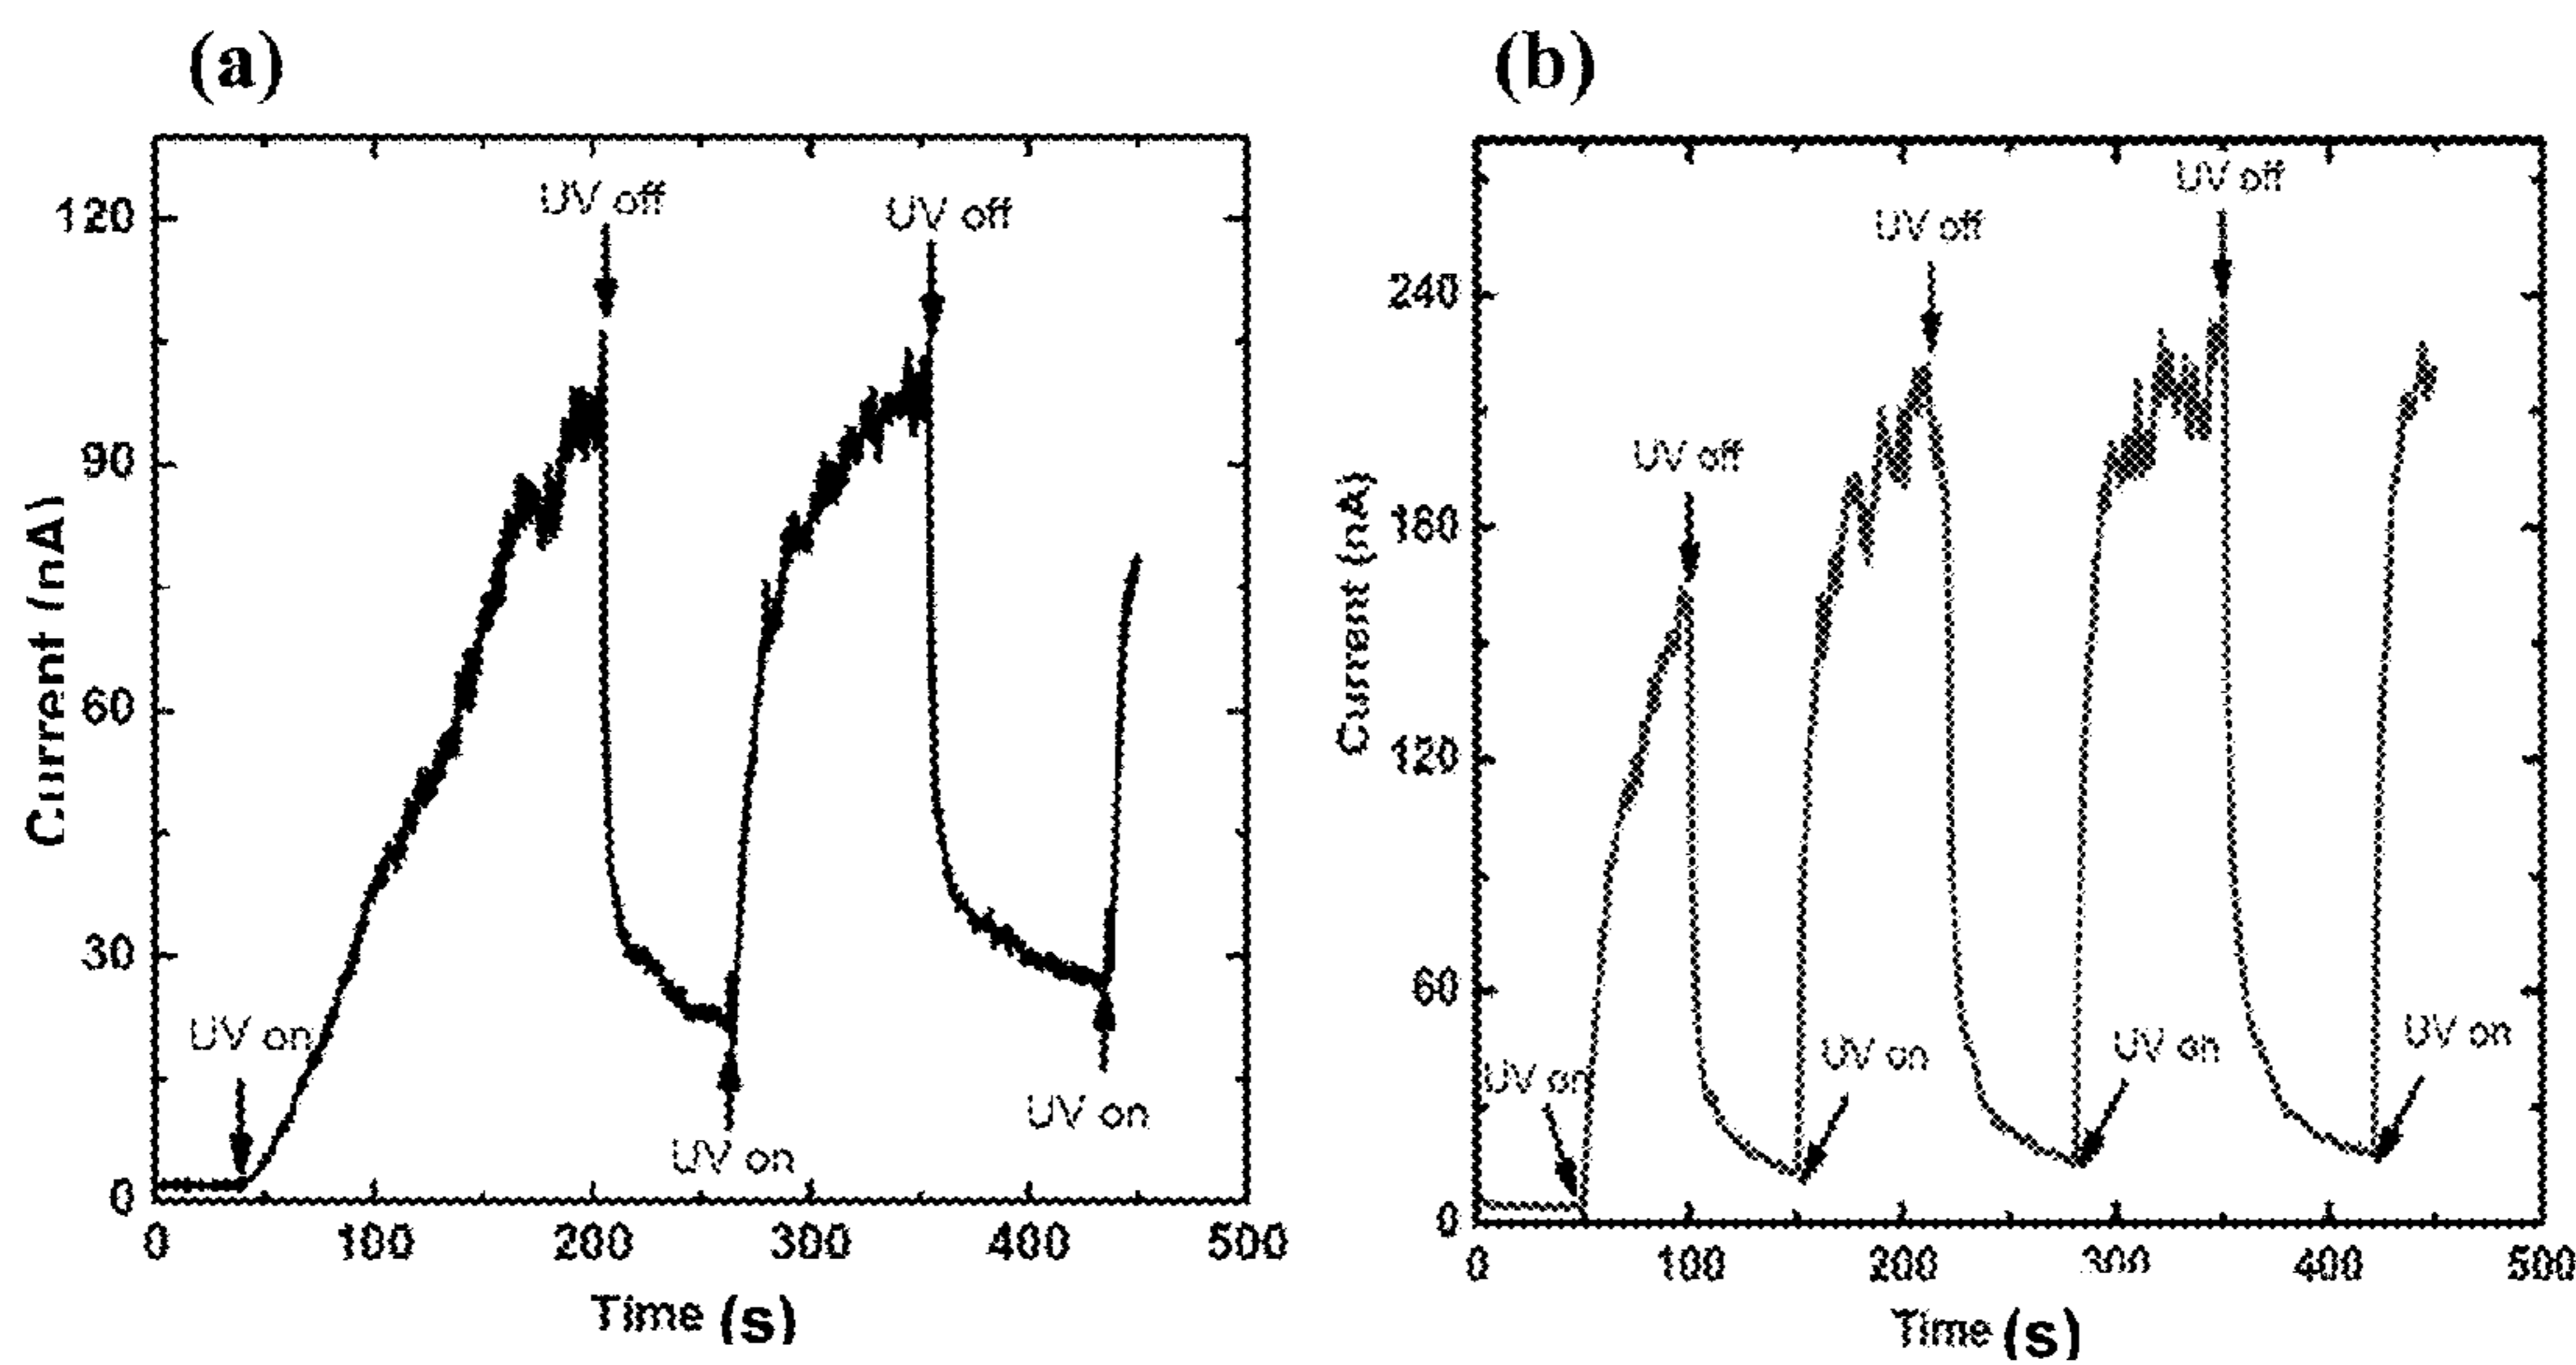 (a)
UV off
UV off
120
90
60
30
0
Current (nA)
UV on
UV on
UV on
0 100 200 300 400 500
Time (s)
(b)
UV off
UV off
UV off
240
180
120
60
0
Current (nA)
UV on
UV on
UV on
UV on
0 100 200 300 400 500
Time (s)